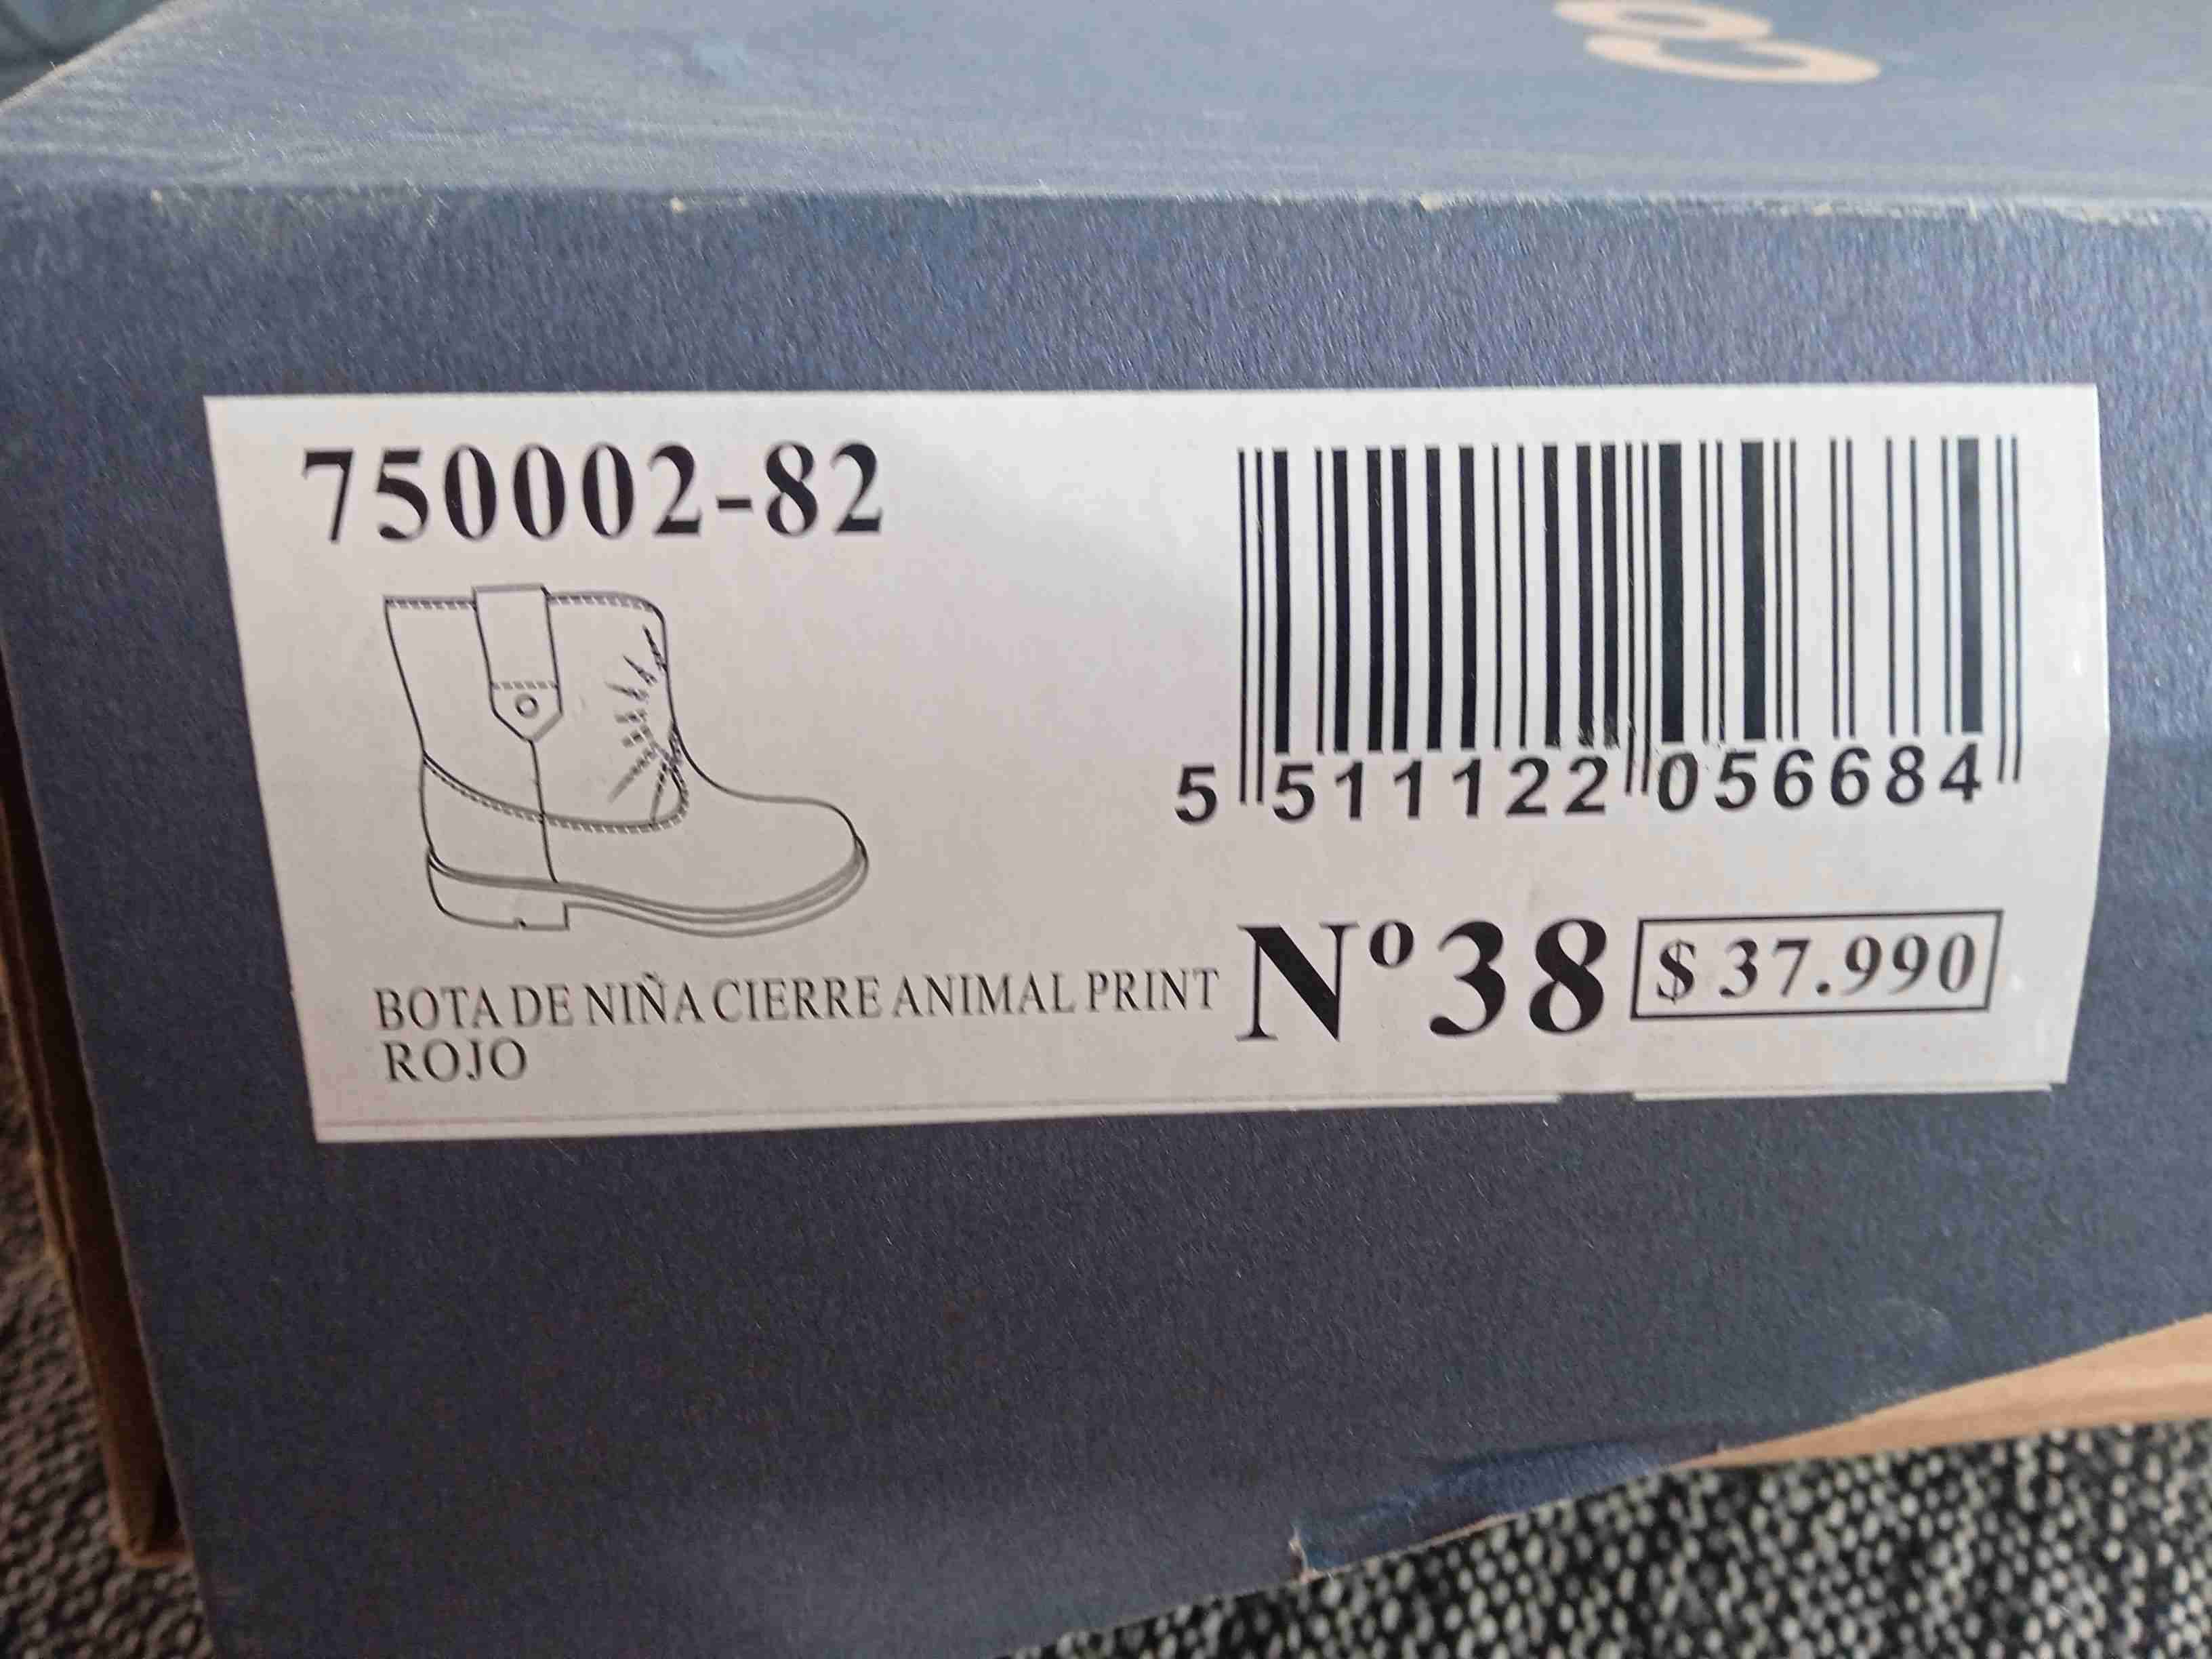 750002-82
5 511122 056684
Nº38 $ 37.990
BOTA DE NIÑA CIERRE ANIMAL PRINT
ROJO